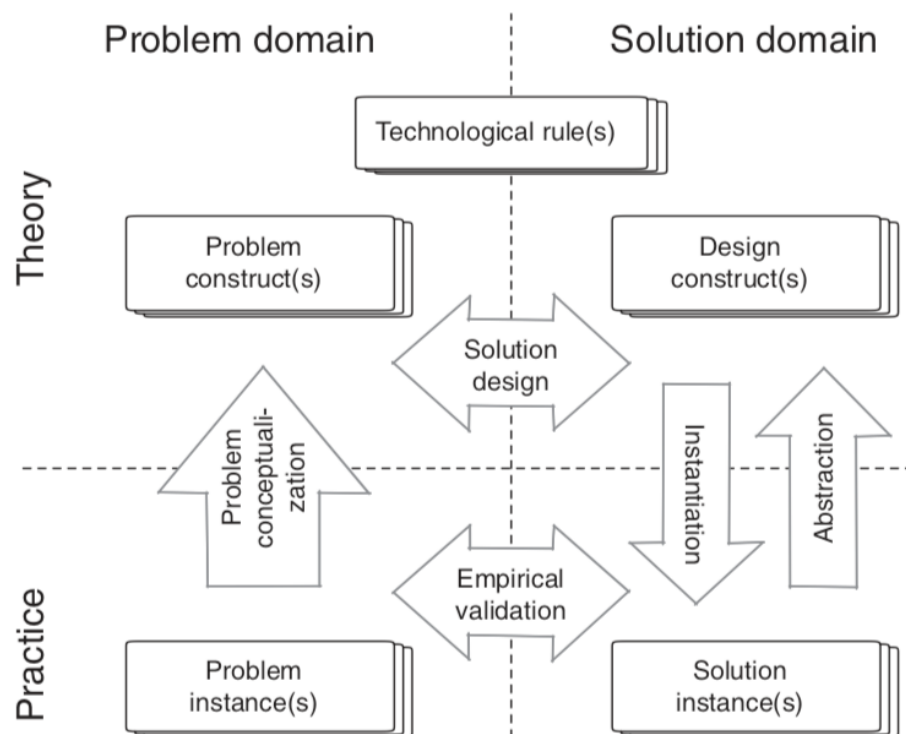 Problem domain
Solution domain
Technological rule(s)
Theory
Problem
construct(s)
Design
construct(s)
Solution
design
Problem
conceptuali-
zation
Instantiation
Abstraction
Empirical
validation
Practice
Problem
instance(s)
Solution
instance(s)